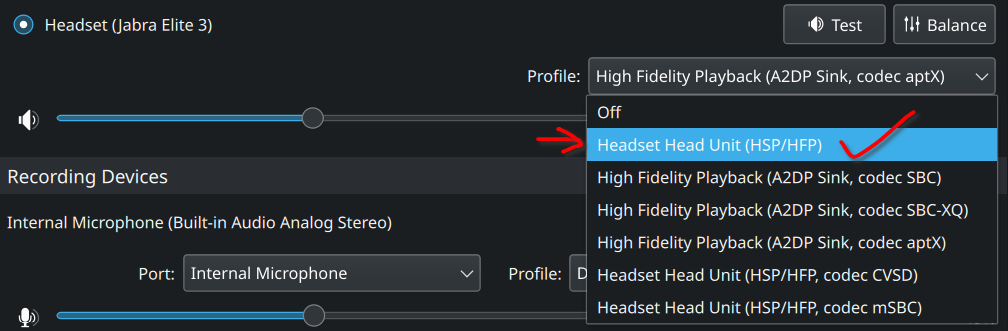 Headset (Jabra Elite 3)
Test
Balance
Profile:
High Fidelity Playback (A2DP Sink, codec aptX)
Off
Headset Head Unit (HSP/HFP)
High Fidelity Playback (A2DP Sink, codec SBC)
High Fidelity Playback (A2DP Sink, codec SBC-XQ)
High Fidelity Playback (A2DP Sink, codec aptX)
Headset Head Unit (HSP/HFP, codec CVSD)
Headset Head Unit (HSP/HFP, codec mSBC)
Recording Devices
Internal Microphone (Built-in Audio Analog Stereo)
Port:
Internal Microphone
Profile: